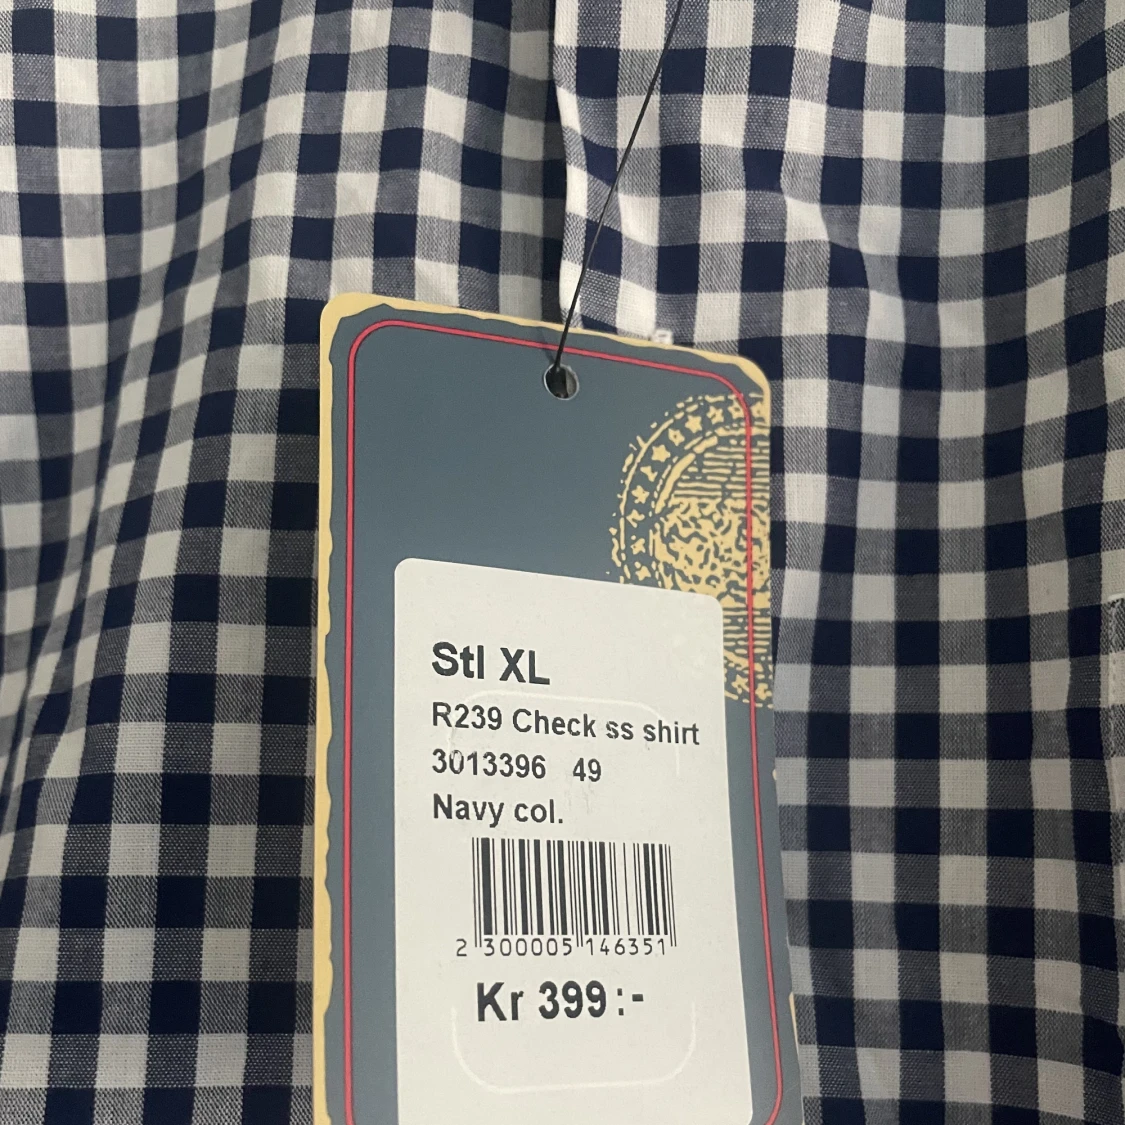 Stl XL
R239 Check ss shirt
3013396 49
Navy col.
2 300005 146351
Kr 399:-